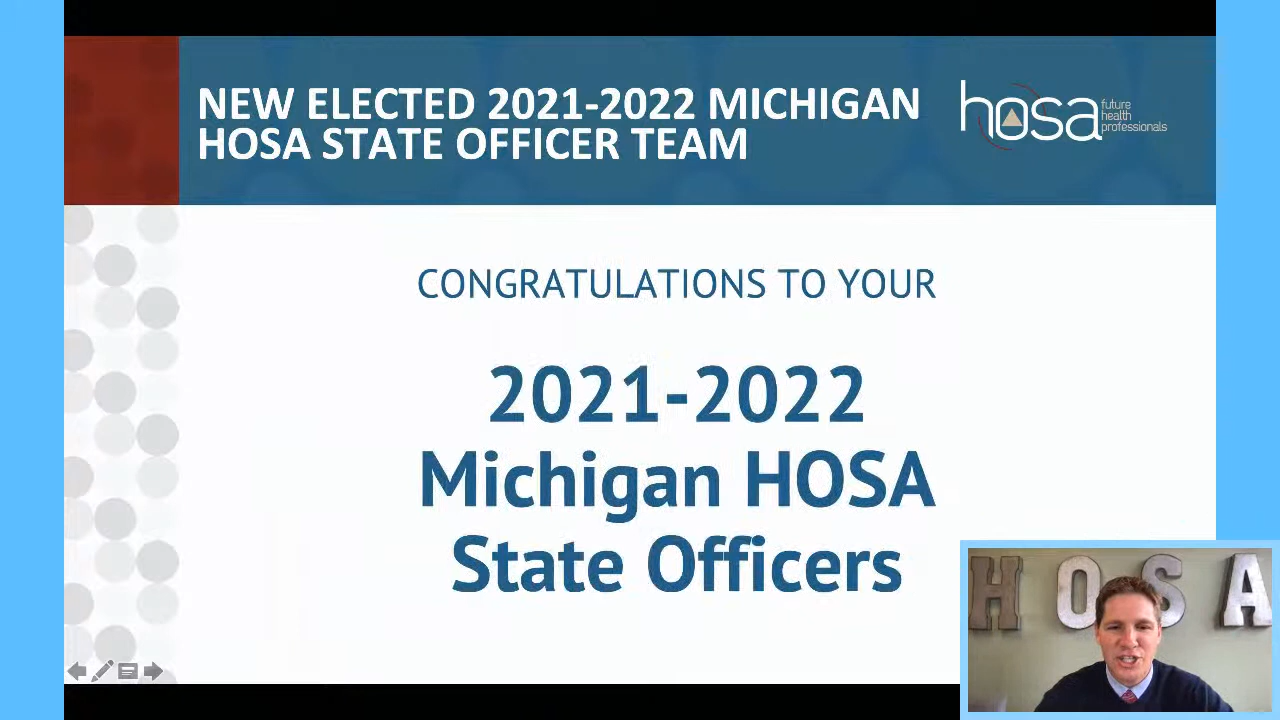 NEW ELECTED 2021-2022 MICHIGAN
HOSA STATE OFFICER TEAM
hosa
future
health
professionals
CONGRATULATIONS TO YOUR
2021-2022
Michigan HOSA
State Officers
HOSA